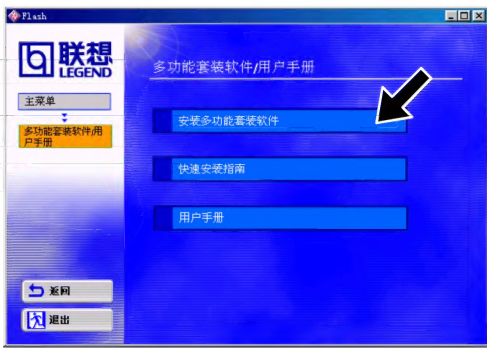 Flash
联想
LEGEND
多功能套装软件/用户手册
主菜单
多功能套装软件/用
户手册
安装多功能套装软件
快速安装指南
用户手册
返回
退出